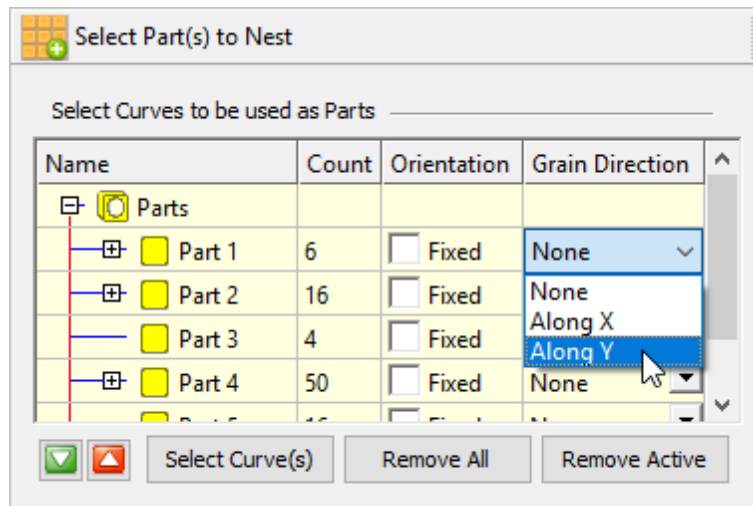 Select Part(s) to Nest
Select Curves to be used as Parts
Name Count Orientation Grain Direction
Parts
Part 1 6 Fixed None
Part 2 16 Fixed None
Part 3 4 Fixed Along X
Along Y
Part 4 50 Fixed None
Select Curve(s) Remove All Remove Active